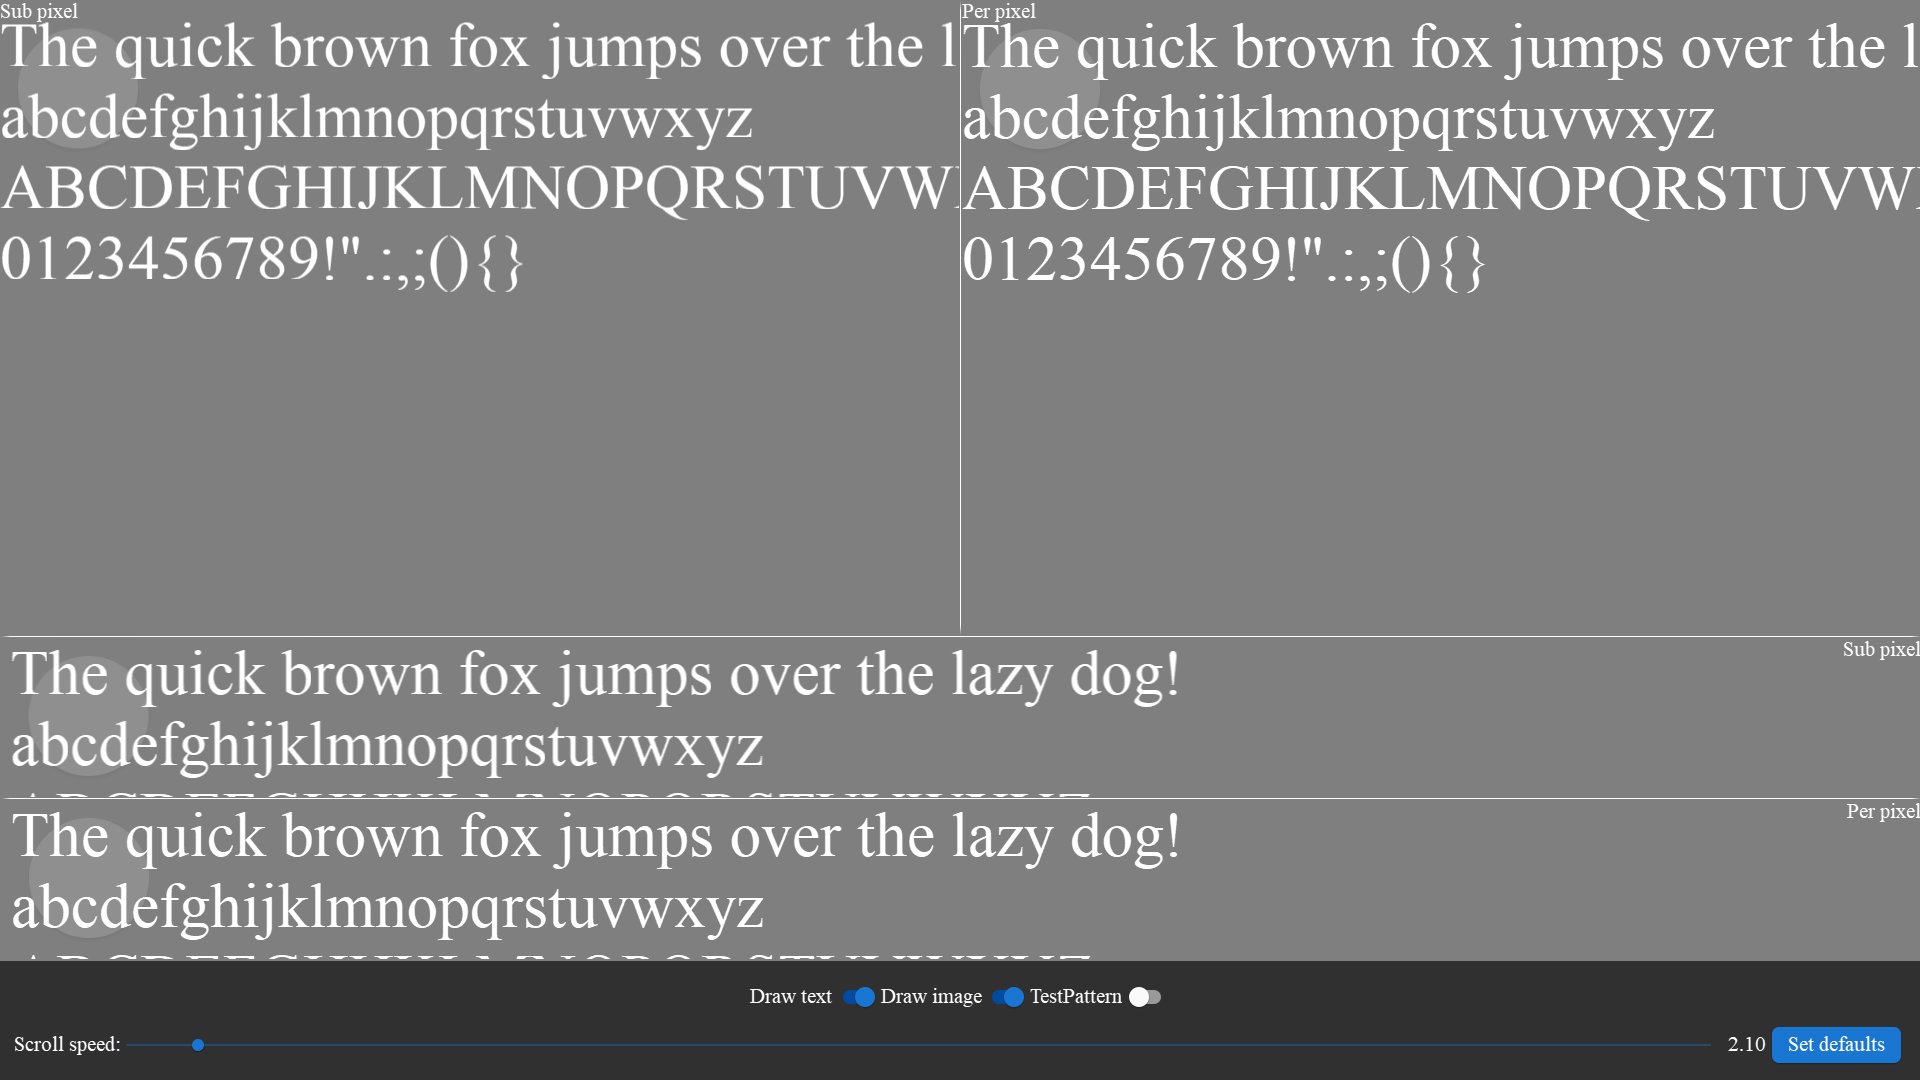 Sub pixel
The quick brown fox jumps over the l
abcdefghijklmnopqrstuvwxyz
ABCDEFGHIJKLMNOPQRSTUVW
0123456789!".:,;(){}
Per pixel
The quick brown fox jumps over the l
abcdefghijklmnopqrstuvwxyz
ABCDEFGHIJKLMNOPQRSTUVW
0123456789!".:,;(){}
Sub pixel
The quick brown fox jumps over the lazy dog!
abcdefghijklmnopqrstuvwxyz
Per pixel
The quick brown fox jumps over the lazy dog!
abcdefghijklmnopqrstuvwxyz
Draw text Draw image TestPattern
Scroll speed: 2.10 Set defaults